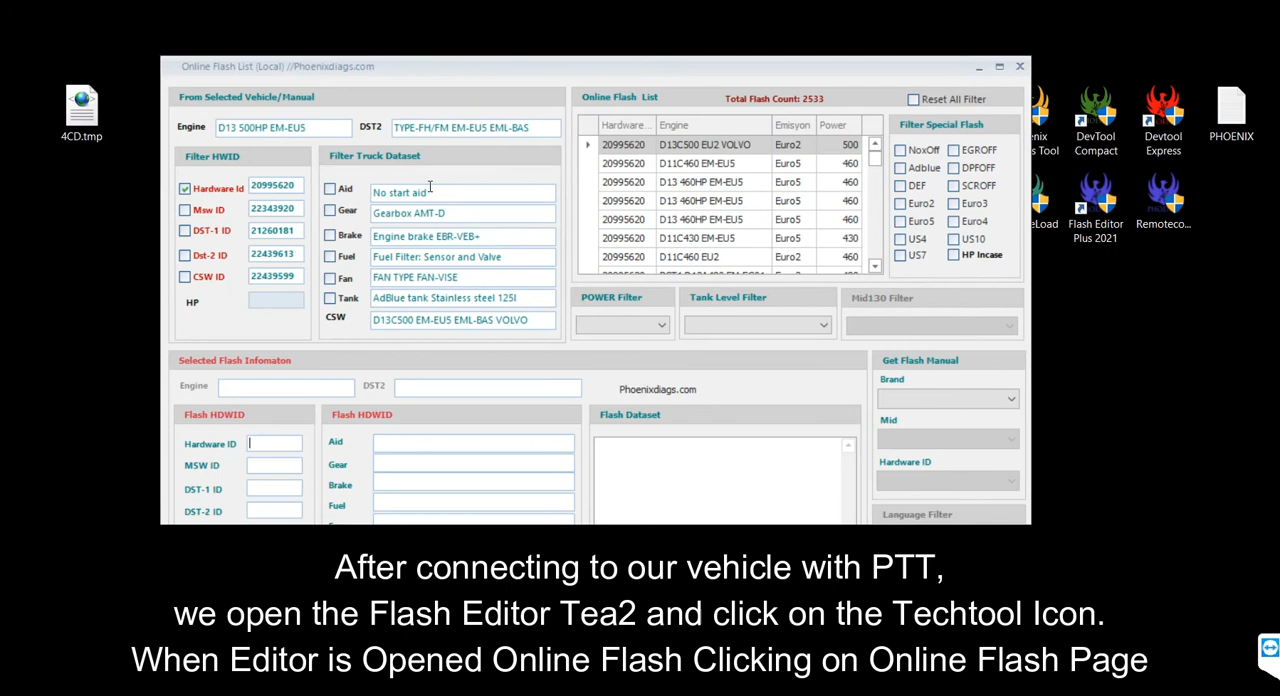 Online Flash List (Local) //Phoenixdiags.com
From Selected Vehicle/Manual
Engine D13 500HP EM-EU5 DST2 TYPE-FH/FM EM-EU5 EML-BAS
Filter HWID
Hardware Id 20995620
Msw ID 22343920
DST-1 ID 21260181
Dst-2 ID 22439613
CSW ID 22439599
HP
Filter Truck Dataset
Aid No start aid
Gear Gearbox AMT-D
Brake Engine brake EBR-VEB+
Fuel Fuel Filter: Sensor and Valve
Fan FAN TYPE FAN-VISE
Tank AdBlue tank Stainless steel 125l
CSW D13C500 EM-EU5 EML-BAS VOLVO
Online Flash List Total Flash Count: 2533 Reset All Filter
Hardware... Engine Emisyon Power
20995620 D13C500 EU2 VOLVO Euro2 500
20995620 D11C460 EM-EU5 Euro5 460
20995620 D13 460HP EM-EU5 Euro5 460
20995620 D13 460HP EM-EU5 Euro5 460
20995620 D13 460HP EM-EU5 Euro5 460
20995620 D11C430 EM-EU5 Euro5 430
20995620 D11C460 EU2 Euro2 460
Filter Special Flash
NoxOff EGROFF
Adblue DPFOFF
DEF SCROFF
Euro2 Euro3
Euro5 Euro4
US4 US10
US7 HP Incase
POWER Filter
Tank Level Filter
Mid130 Filter
Selected Flash Infomaton
Engine DST2 Phoenixdiags.com
Flash HDWID
Hardware ID
MSW ID
DST-1 ID
DST-2 ID
Flash HDWID
Aid
Gear
Brake
Fuel
Flash Dataset
Get Flash Manual
Brand
Mid
Hardware ID
Language Filter
4CD.tmp
DevTool
Compact
Devtool
Express
PHOENIX
Flash Editor
Plus 2021
Remoteco...
After connecting to our vehicle with PTT,
we open the Flash Editor Tea2 and click on the Techtool Icon.
When Editor is Opened Online Flash Clicking on Online Flash Page